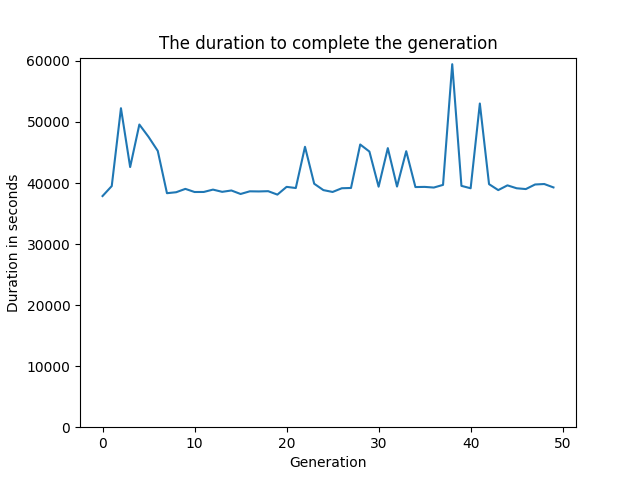 The duration to complete the generation
60000
50000
40000
30000
20000
10000
0
Duration in seconds
0 10 20 30 40 50
Generation